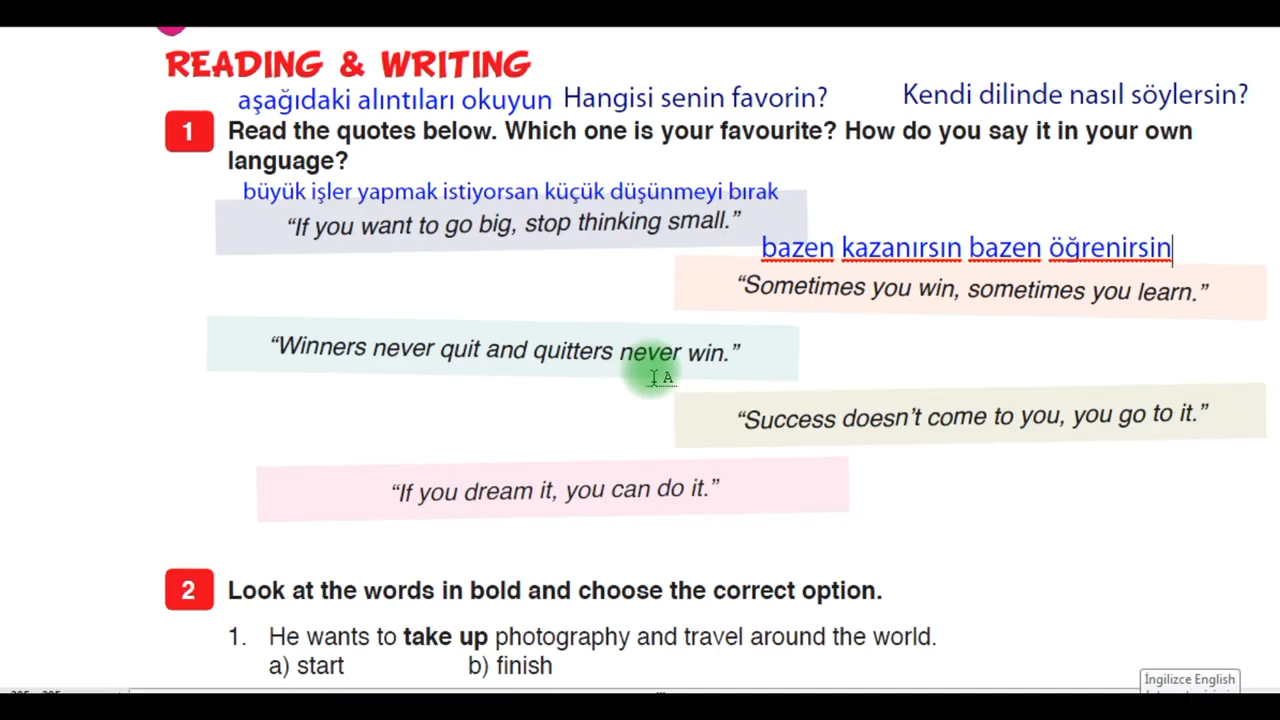 READING & WRITING
aşağıdaki alıntıları okuyun Hangisi senin favorin? Kendi dilinde nasıl söylersin?
1 Read the quotes below. Which one is your favourite? How do you say it in your own
language?
büyük işler yapmak istiyorsan küçük düşünmeyi bırak
“If you want to go big, stop thinking small.”
bazen kazanırsın bazen öğrenirsin
“Sometimes you win, sometimes you learn.”
“Winners never quit and quitters never win.”
A
“Success doesn’t come to you, you go to it.”
“If you dream it, you can do it.”
2 Look at the words in bold and choose the correct option.
1. He wants to take up photography and travel around the world.
a) start b) finish
İngilizce English